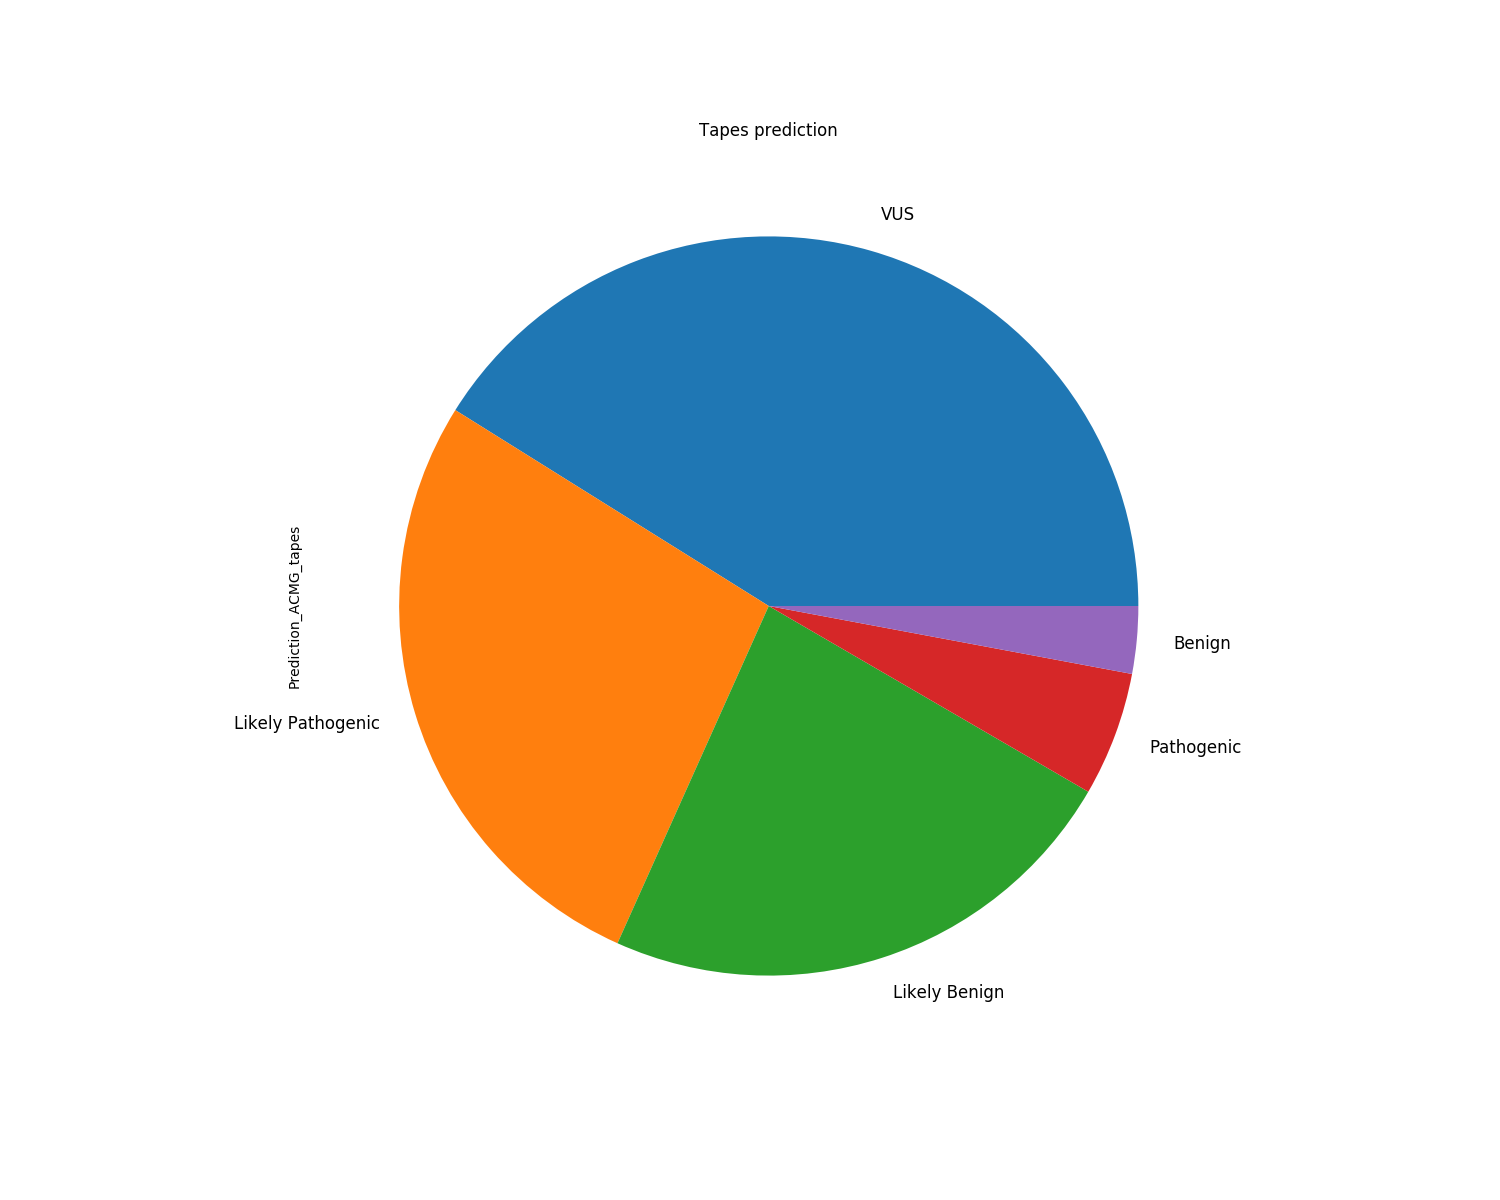 Tapes prediction
VUS
Prediction_ACMG_tapes
Benign
Likely Pathogenic
Pathogenic
Likely Benign